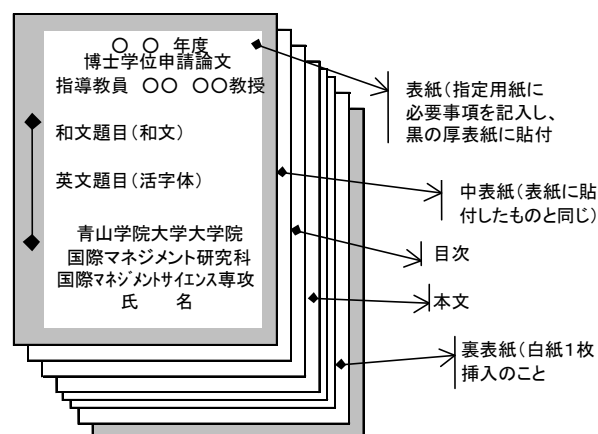 ○ ○ 年度
博士学位申請論文
指導教員 ○○ ○○教授
和文題目(和文)
英文題目(活字体)
青山学院大学大学院
国際マネジメント研究科
国際マネジメントサイエンス専攻
氏 名
表紙(指定用紙に
必要事項を記入し、
黒の厚表紙に貼付
中表紙(表紙に貼
付したものと同じ)
目次
本文
裏表紙(白紙1枚
挿入のこと